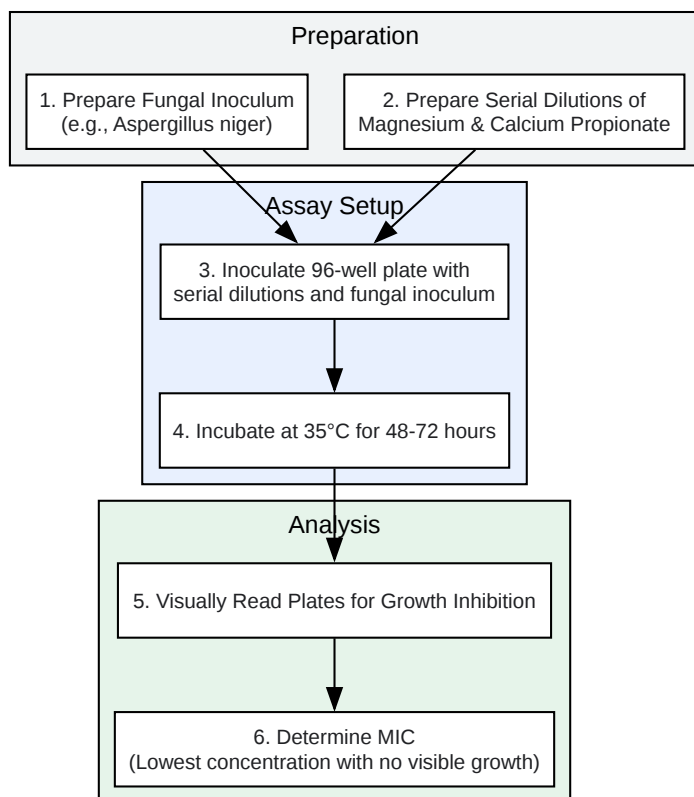 Preparation
1. Prepare Fungal Inoculum
(e.g., Aspergillus niger)
2. Prepare Serial Dilutions of
Magnesium & Calcium Propionate
Assay Setup
3. Inoculate 96-well plate with
serial dilutions and fungal inoculum
4. Incubate at 35°C for 48-72 hours
Analysis
5. Visually Read Plates for Growth Inhibition
6. Determine MIC
(Lowest concentration with no visible growth)